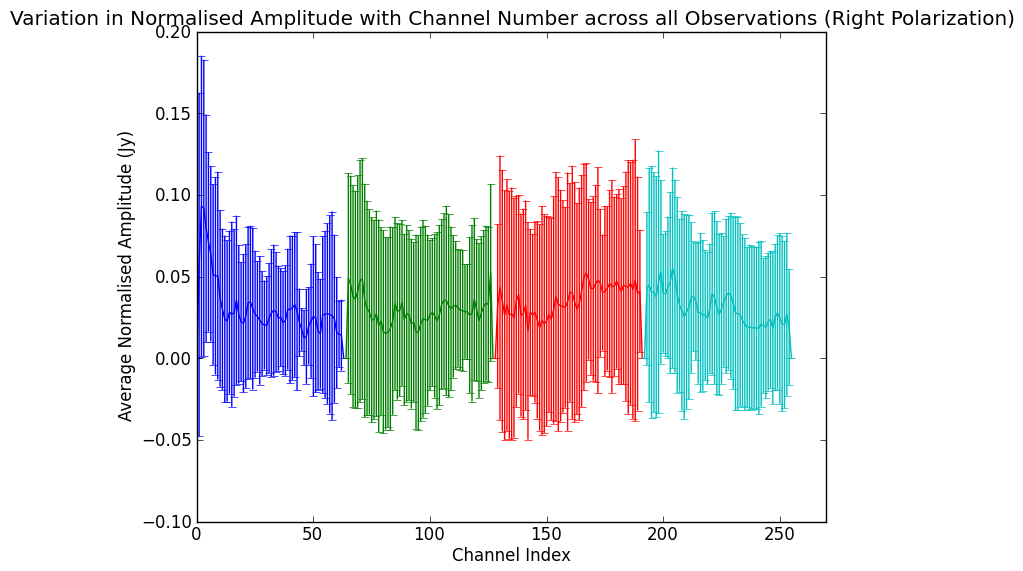 Variation in Normalised Amplitude with Channel Number across all Observations (Right Polarization)
0.20
0.15
0.10
0.05
0.00
−0.05
−0.10
Average Normalised Amplitude (Jy)
0 50 100 150 200 250
Channel Index